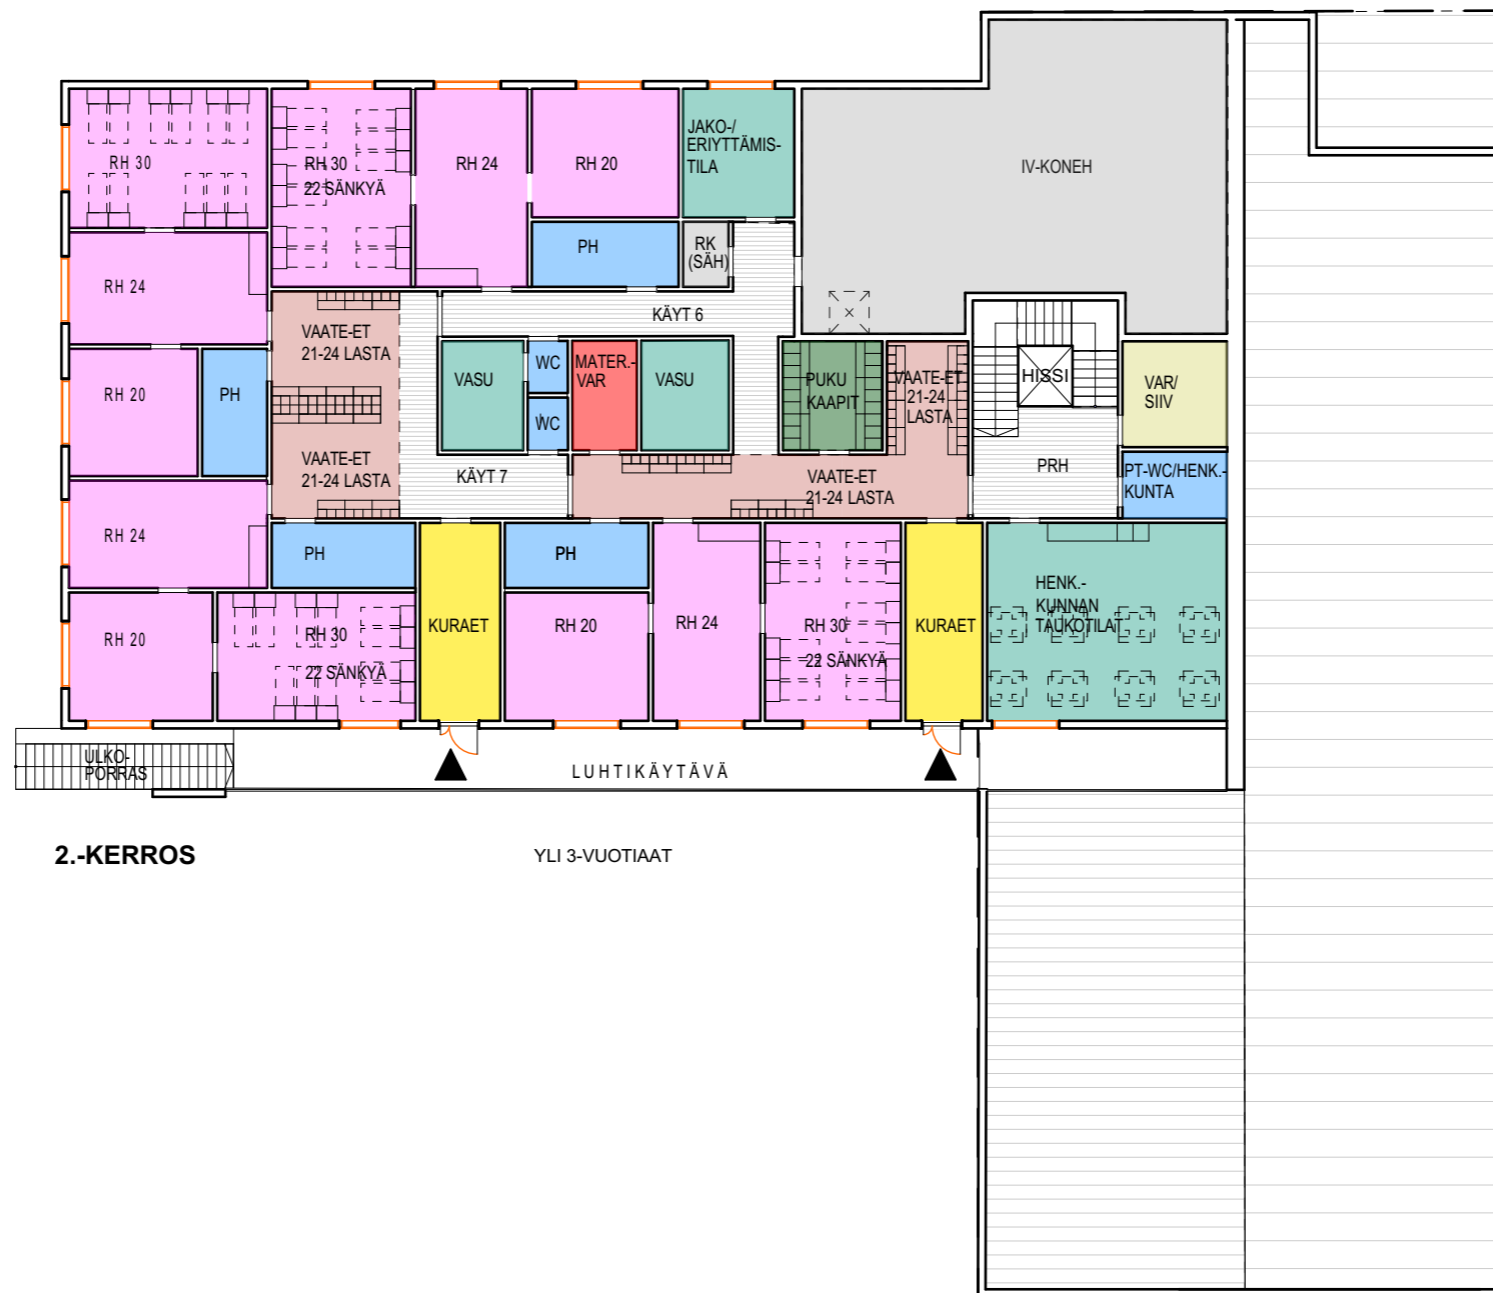 JAKO-/
ERIYTTÄMIS-
TILA
RH 30
RH 30
22 SÄNKYÄ
RH 24
RH 20
IV-KONEH
PH
RK
(SÄH)
RH 24
KÄYT 6
VAATE-ET
21-24 LASTA
VASU
WC
MATER.-
VAR
VASU
PUKU
KAAPIT
VAATE-ET
21-24
LASTA
HISSI
VAR/
SIIV
RH 20
PH
WC
VAATE-ET
21-24 LASTA
KÄYT 7
VAATE-ET
21-24 LASTA
PRH
PT-WC/HENK.-
KUNTA
RH 24
PH
PH
HENK.-
KUNNAN
TAUKOTILAT
RH 20
RH 30
22 SÄNKYÄ
KURAET
RH 20
RH 24
RH 30
22 SÄNKYÄ
KURAET
ULKO-
PORRAS
LUHTIKÄYTÄVÄ
2.-KERROS
YLI 3-VUOTIAAT